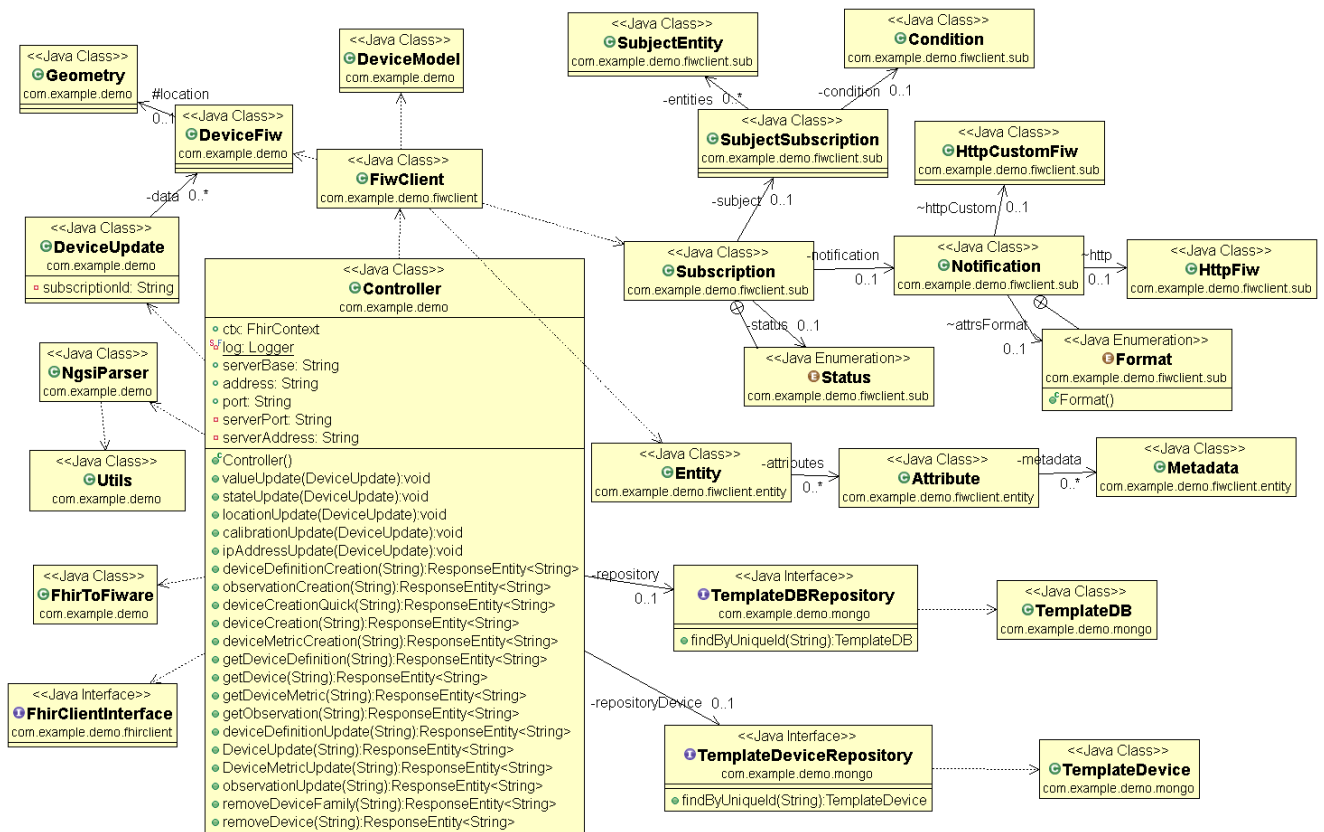 <<Java Class>>
Geometry
com.example.demo
<<Java Class>>
DeviceModel
com.example.demo
<<Java Class>>
SubjectEntity
com.example.demo.fiwclient.sub
<<Java Class>>
Condition
com.example.demo.fiwclient.sub
#location
0..1
<<Java Class>>
DeviceFiw
com.example.demo
-entities 0..*
-condition 0..1
<<Java Class>>
SubjectSubscription
com.example.demo.fiwclient.sub
<<Java Class>>
HttpCustomFiw
com.example.demo.fiwclient.sub
<<Java Class>>
FiwClient
com.example.demo.fiwclient
-data 0..*
-subject 0..1
~httpCustom 0..1
<<Java Class>>
DeviceUpdate
com.example.demo
subscriptionId: String
<<Java Class>>
Subscription
com.example.demo.fiwclient.sub
-notification
0..1
<<Java Class>>
Notification
com.example.demo.fiwclient.sub
~http
0..1
<<Java Class>>
HttpFiw
com.example.demo.fiwclient.sub
-status 0..1
~attrsFormat
0..1
<<Java Enumeration>>
Status
com.example.demo.fiwclient.sub
<<Java Enumeration>>
Format
com.example.demo.fiwclient.sub
Format()
<<Java Class>>
Controller
com.example.demo
ctx: FhirContext
log: Logger
serverBase: String
address: String
port: String
serverPort: String
serverAddress: String
Controller()
valueUpdate(DeviceUpdate):void
stateUpdate(DeviceUpdate):void
locationUpdate(DeviceUpdate):void
calibrationUpdate(DeviceUpdate):void
ipAddressUpdate(DeviceUpdate):void
deviceDefinitionCreation(String):ResponseEntity<String>
observationCreation(String):ResponseEntity<String>
deviceCreationQuick(String):ResponseEntity<String>
deviceCreation(String):ResponseEntity<String>
deviceMetricCreation(String):ResponseEntity<String>
getDeviceDefinition(String):ResponseEntity<String>
getDevice(String):ResponseEntity<String>
getDeviceMetric(String):ResponseEntity<String>
getObservation(String):ResponseEntity<String>
deviceDefinitionUpdate(String):ResponseEntity<String>
DeviceUpdate(String):ResponseEntity<String>
DeviceMetricUpdate(String):ResponseEntity<String>
observationUpdate(String):ResponseEntity<String>
removeDeviceFamily(String):ResponseEntity<String>
removeDevice(String):ResponseEntity<String>
<<Java Class>>
NgsiParser
com.example.demo
<<Java Class>>
Utils
com.example.demo
<<Java Class>>
FhirToFiware
com.example.demo
<<Java Interface>>
FhirClientInterface
com.example.demo.fhirclient
<<Java Class>>
Entity
com.example.demo.fiwclient.entity
-attributes
0..*
<<Java Class>>
Attribute
com.example.demo.fiwclient.entity
-metadata
0..*
<<Java Class>>
Metadata
com.example.demo.fiwclient.entity
-repository
0..1
<<Java Interface>>
TemplateDBRepository
com.example.demo.mongo
findByUniqueId(String):TemplateDB
<<Java Class>>
TemplateDB
com.example.demo.mongo
-repositoryDevice 0..1
<<Java Interface>>
TemplateDeviceRepository
com.example.demo.mongo
findByUniqueId(String):TemplateDevice
<<Java Class>>
TemplateDevice
com.example.demo.mongo